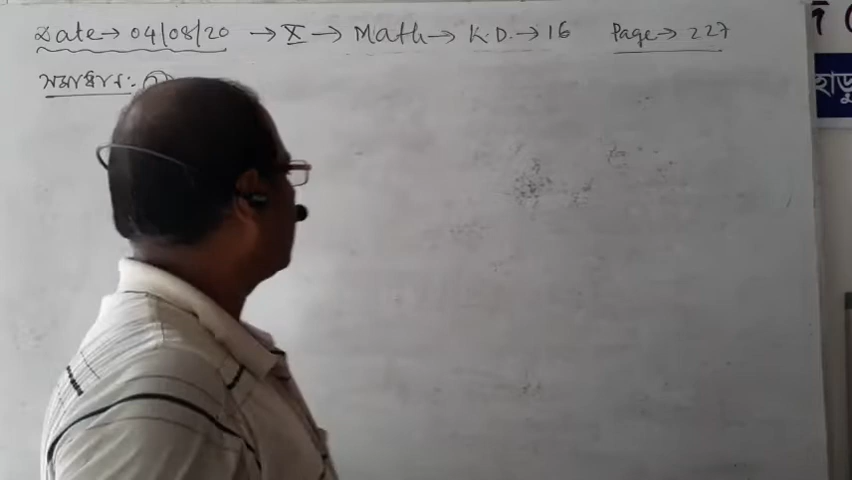 Date→ 04/08/20 → X → Math → K.D. → 16 Page → 227
সমাধান:-